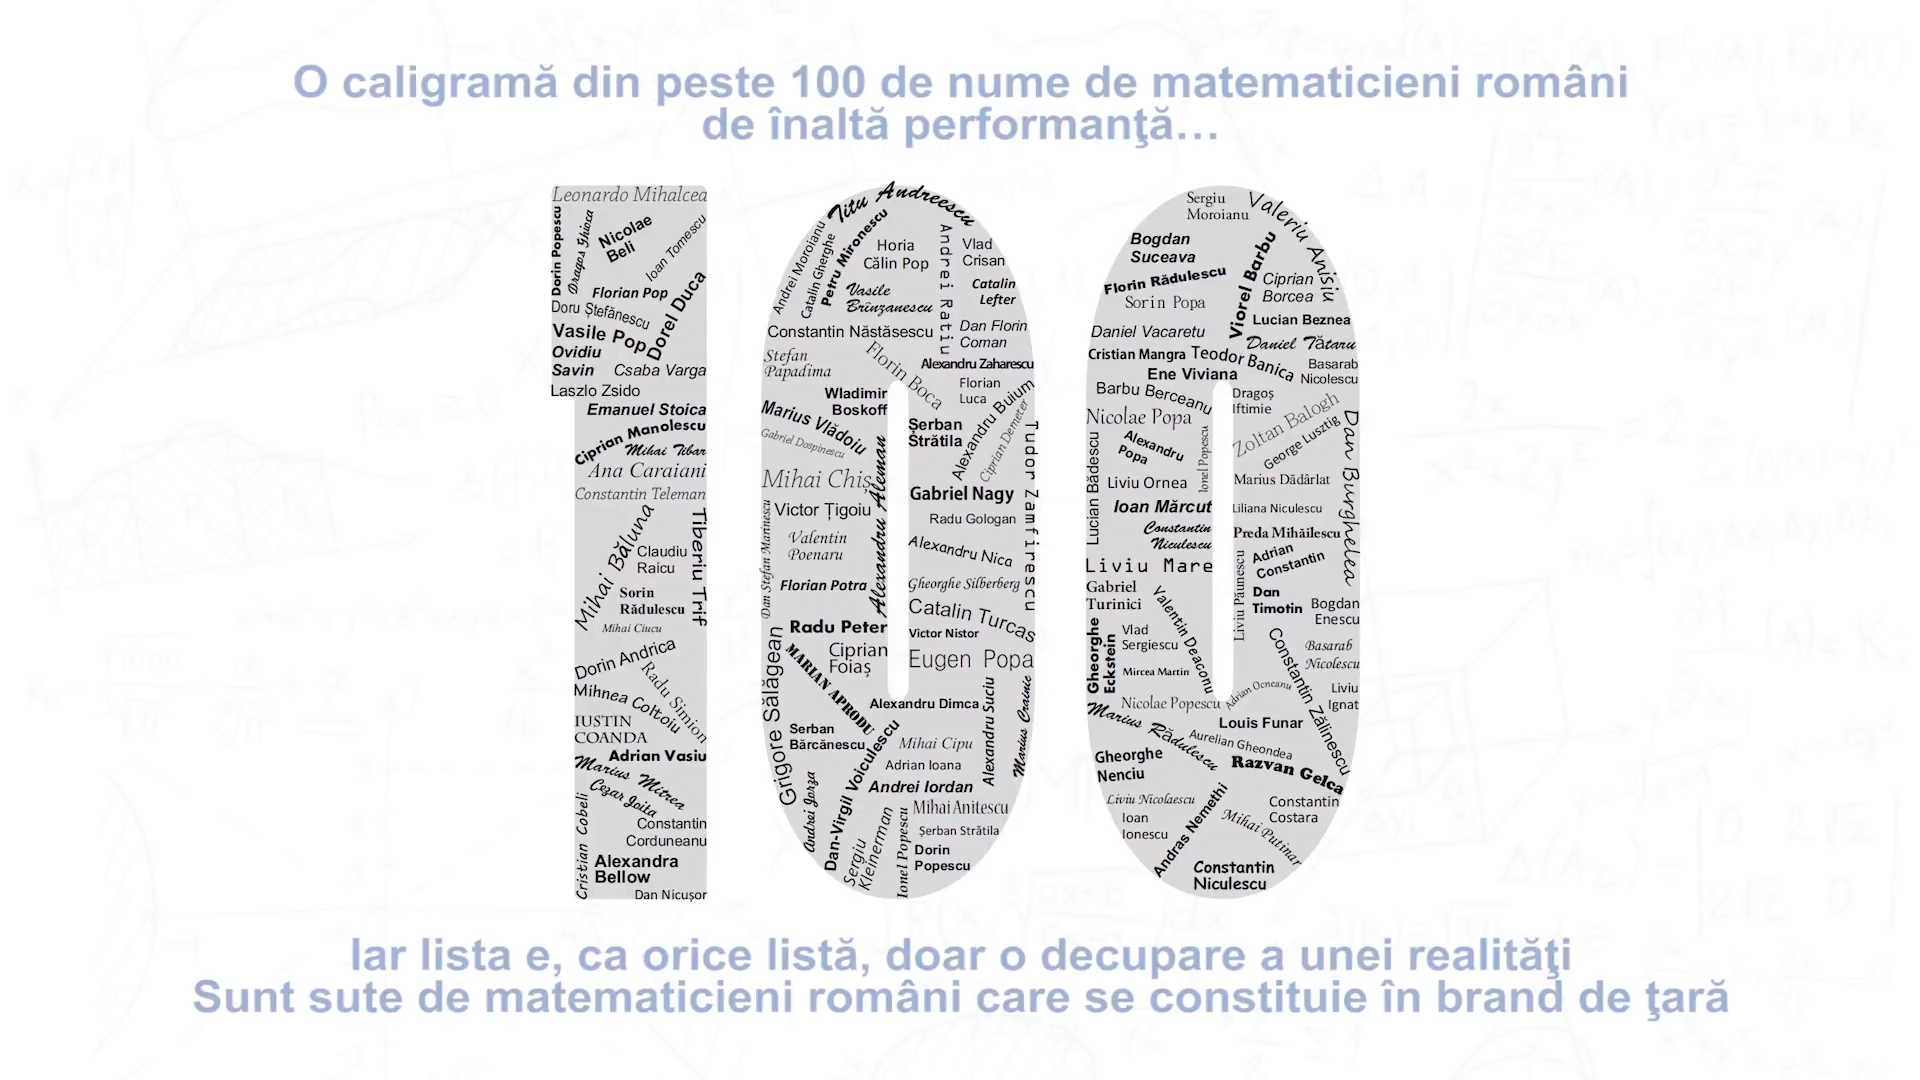 O caligramă din peste 100 de nume de matematicieni români
de înaltă performanţă...
Leonardo Mihalcea
Dorin Popescu
Dragos Ghioca
Nicolae
Beli
Ioan Tomescu
Florian Pop
Doru Ștefănescu
Dorel Duca
Vasile Pop
Ovidiu
Savin
Csaba Varga
Laszlo Zsido
Emanuel Stoica
Ciprian Manolescu
Mihai Tibar
Ana Caraiani
Constantin Teleman
Mihai Băluna
Tiberiu Trif
Claudiu
Raicu
Sorin
Rădulescu
Mihai Ciucu
Dorin Andrica
Radu Simion
Mihnea Coltoiu
IUSTIN
COANDA
Adrian Vasiu
Marius Mitrea
Cezar Joita
Cristian Cobeli
Constantin
Corduneanu
Alexandra
Bellow
Dan Nicușor
Titu Andreescu
Andrei Moroianu
Catalin Gherghe
Petru Mironescu
Horia
Călin Pop
Andrei Ratiu
Vlad
Crisan
Vasile
Brînzanescu
Catalin
Lefter
Constantin Năstăsescu
Dan Florin
Coman
Stefan
Papadima
Florin Boca
Alexandru Zaharescu
Wladimir
Boskoff
Florian
Luca
Marius Vlădoiu
Gabriel Dospinescu
Șerban
Strătila
Alexandru Buium
Ciprian Demeter
Tudor Zamfirescu
Mihai Chiș
Alexandru Aleman
Gabriel Nagy
Victor Țigoiu
Radu Gologan
Dan Stefan Marinescu
Valentin
Poenaru
Alexandru Nica
Florian Potra
Gheorghe Silberberg
Catalin Turcas
Radu Peter
Victor Nistor
Grigore Sălăgean
MARIAN APRODU
Ciprian
Foiaș
Eugen Popa
Alexandru Dimca
Alexandru Suciu
Marius Crainic
Serban
Bărcănescu
Dan-Virgil Voiculescu
Mihai Cipu
Adrian Ioana
Andrei Jorza
Andrei Iordan
Mihai Anitescu
Sergiu
Kleinerman
Ionel Popescu
Șerban Strătila
Dorin
Popescu
Sergiu
Moroianu
Valeriu Anisiu
Bogdan
Suceava
Viorel Barbu
Florin Rădulescu
Ciprian
Borcea
Sorin Popa
Lucian Beznea
Daniel Vacaretu
Daniel Tătaru
Cristian Mangra
Teodor Banica
Basarab
Nicolescu
Ene Viviana
Barbu Berceanu
Dragoș
Iftimie
Nicolae Popa
Zoltan Balogh
George Lusztig
Dan Burghelea
Lucian Bădescu
Alexandru
Popa
Ionel Popescu
Liviu Ornea
Marius Dădârlat
Ioan Mărcut
Liliana Niculescu
Constantin
Niculescu
Preda Mihăilescu
Adrian
Constantin
Liviu Mare
Gabriel
Turinici
Valentin Deaconu
Liviu Păunescu
Dan
Timotin
Bogdan
Enescu
Gheorghe
Eckstein
Vlad
Sergiescu
Constantin Zălinescu
Basarab
Nicolescu
Mircea Martin
Adrian Ocneanu
Liviu
Ignat
Nicolae Popescu
Marius Rădulescu
Louis Funar
Aurelian Gheondea
Gheorghe
Nenciu
Razvan Gelca
Liviu Nicolaescu
Constantin
Costara
Ioan
Ionescu
Andras Nemethi
Mihai Putinar
Constantin
Niculescu
Iar lista e, ca orice listă, doar o decupare a unei realităţi
Sunt sute de matematicieni români care se constituie în brand de ţară